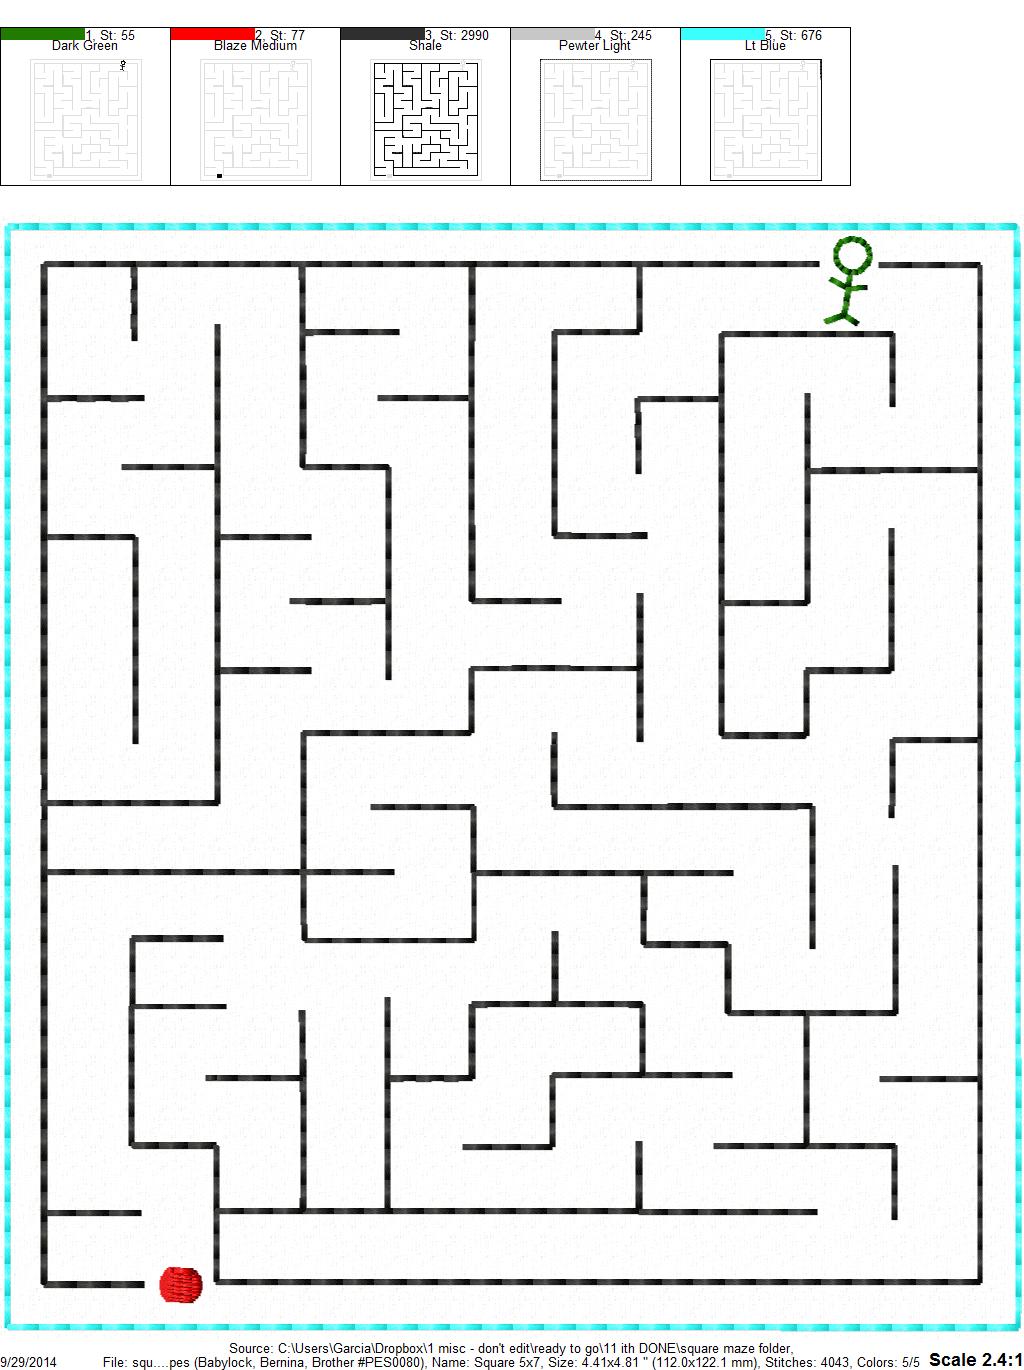 1, St: 55
Dark Green
2, St: 77
Blaze Medium
3, St: 2990
Shale
4, St: 245
Pewter Light
5, St: 676
Lt Blue
Source: C:\Users\Garcia\Dropbox\1 misc - don't edit\ready to go\11 ith DONE\square maze folder,
9/29/2014 File: squ....pes (Babylock, Bernina, Brother #PES0080), Name: Square 5x7, Size: 4.41x4.81 " (112.0x122.1 mm), Stitches: 4043, Colors: 5/5 Scale 2.4:1